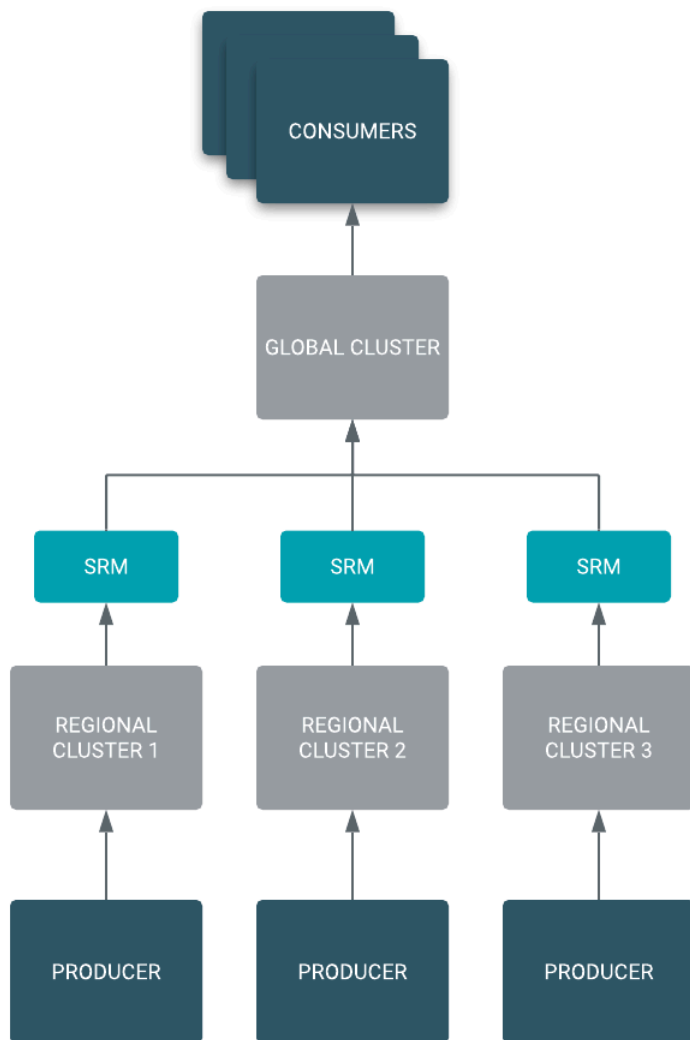 CONSUMERS
GLOBAL CLUSTER
SRM
SRM
SRM
REGIONAL
CLUSTER 1
REGIONAL
CLUSTER 2
REGIONAL
CLUSTER 3
PRODUCER
PRODUCER
PRODUCER